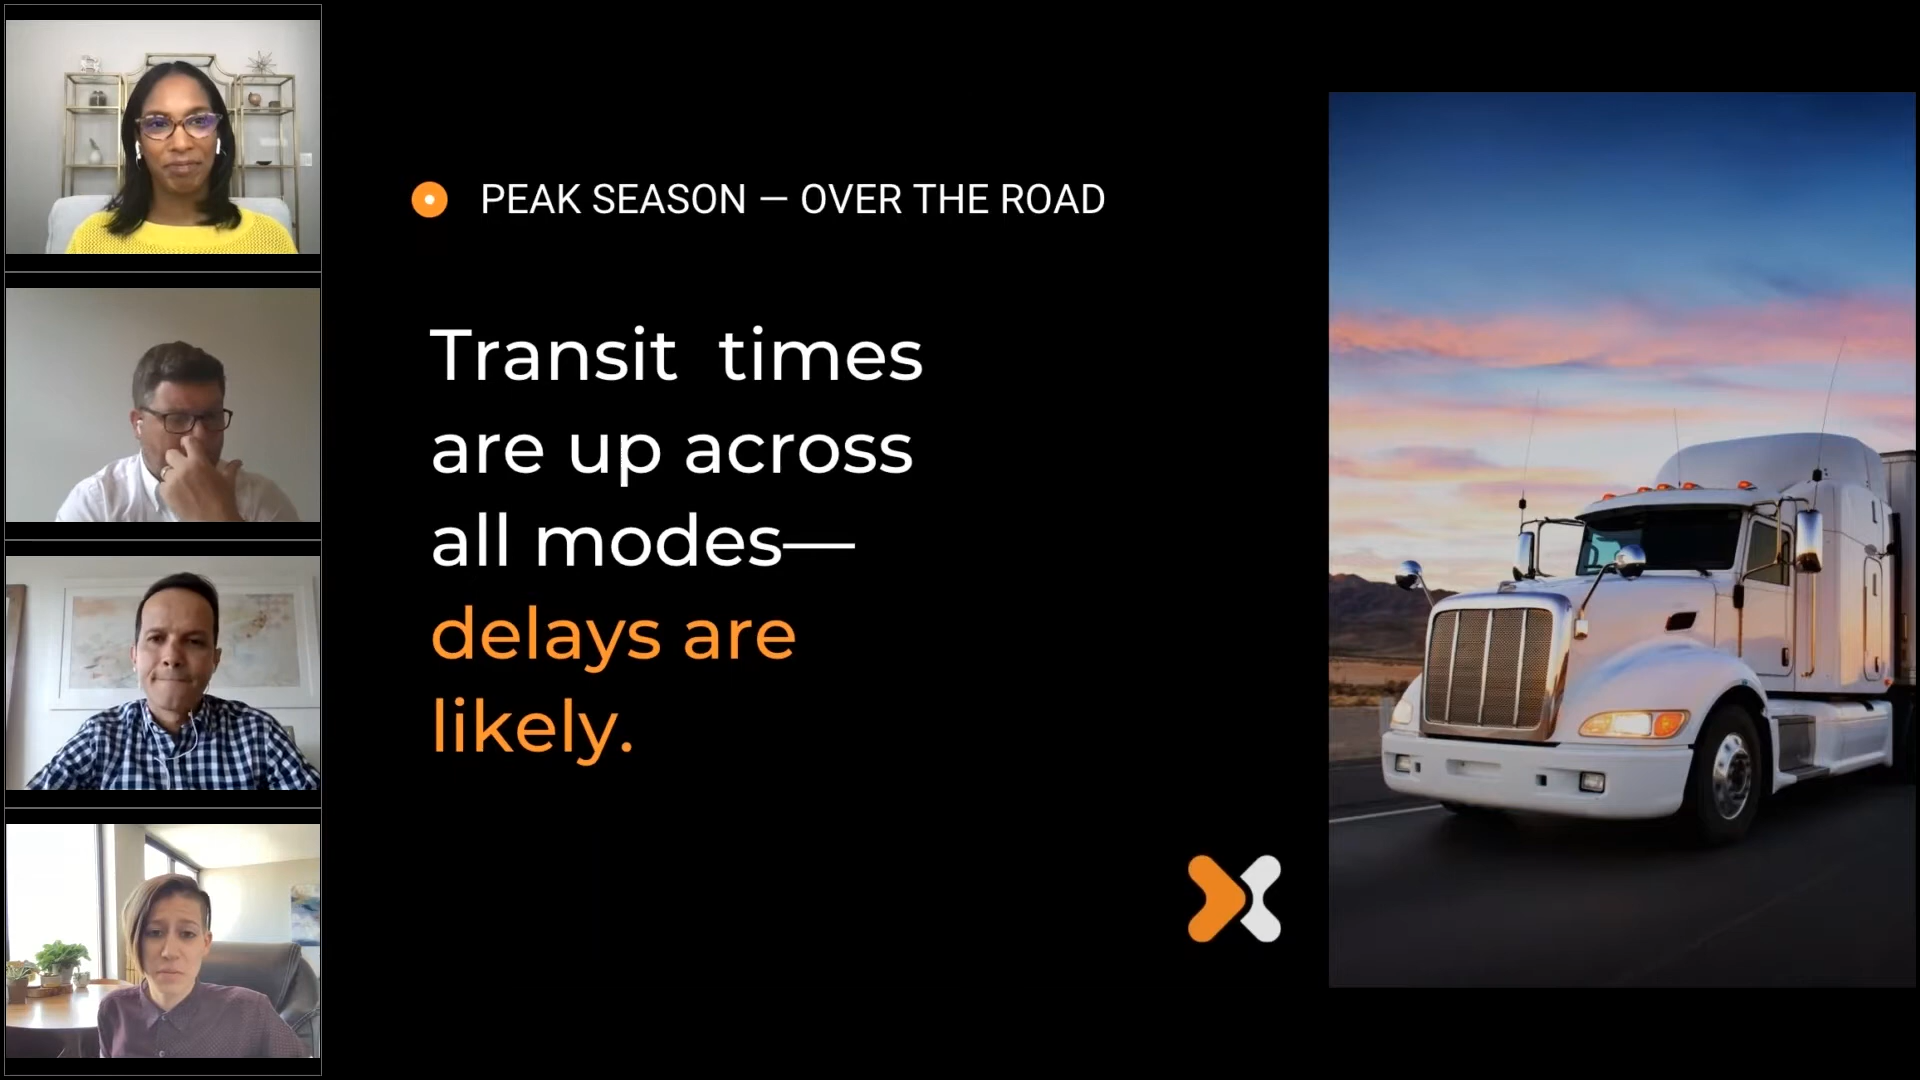 PEAK SEASON — OVER THE ROAD
Transit  times
are up across
all modes—
delays are
likely.